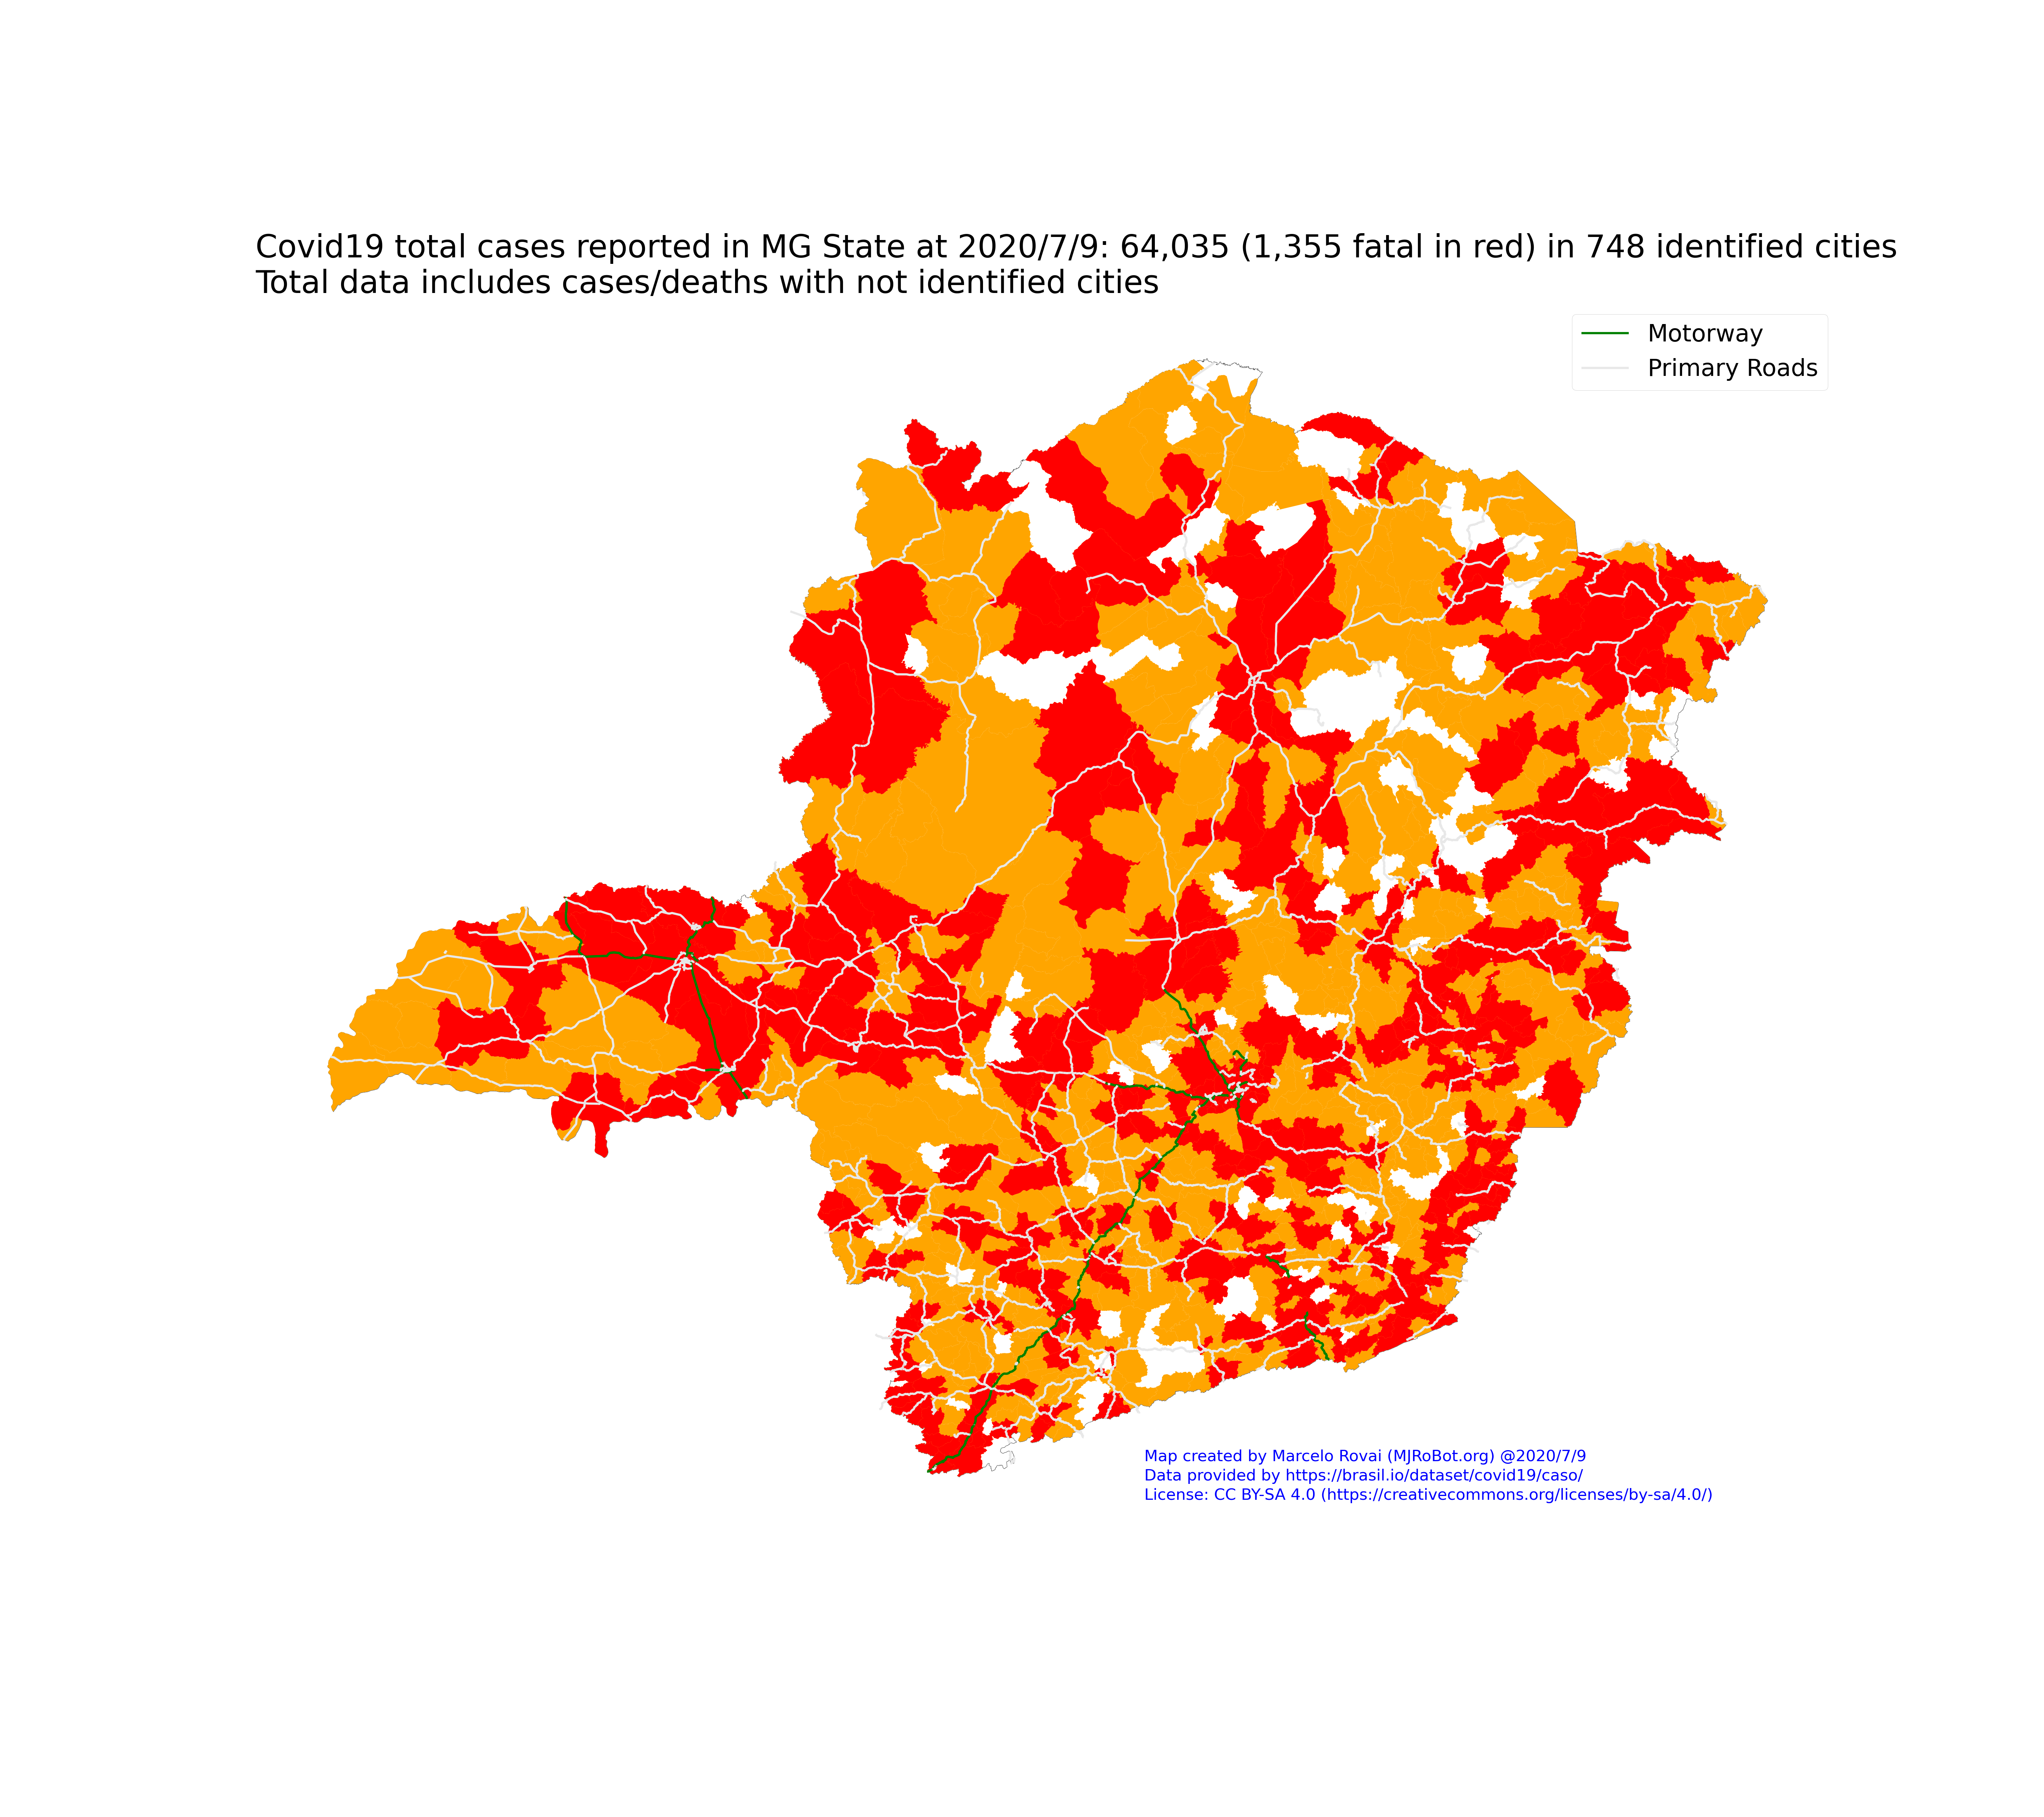 Covid19 total cases reported in MG State at 2020/7/9: 64,035 (1,355 fatal in red) in 748 identified cities
Total data includes cases/deaths with not identified cities
Motorway
Primary Roads
Map created by Marcelo Rovai (MJRoBot.org) @2020/7/9
Data provided by https://brasil.io/dataset/covid19/caso/
License: CC BY-SA 4.0 (https://creativecommons.org/licenses/by-sa/4.0/)